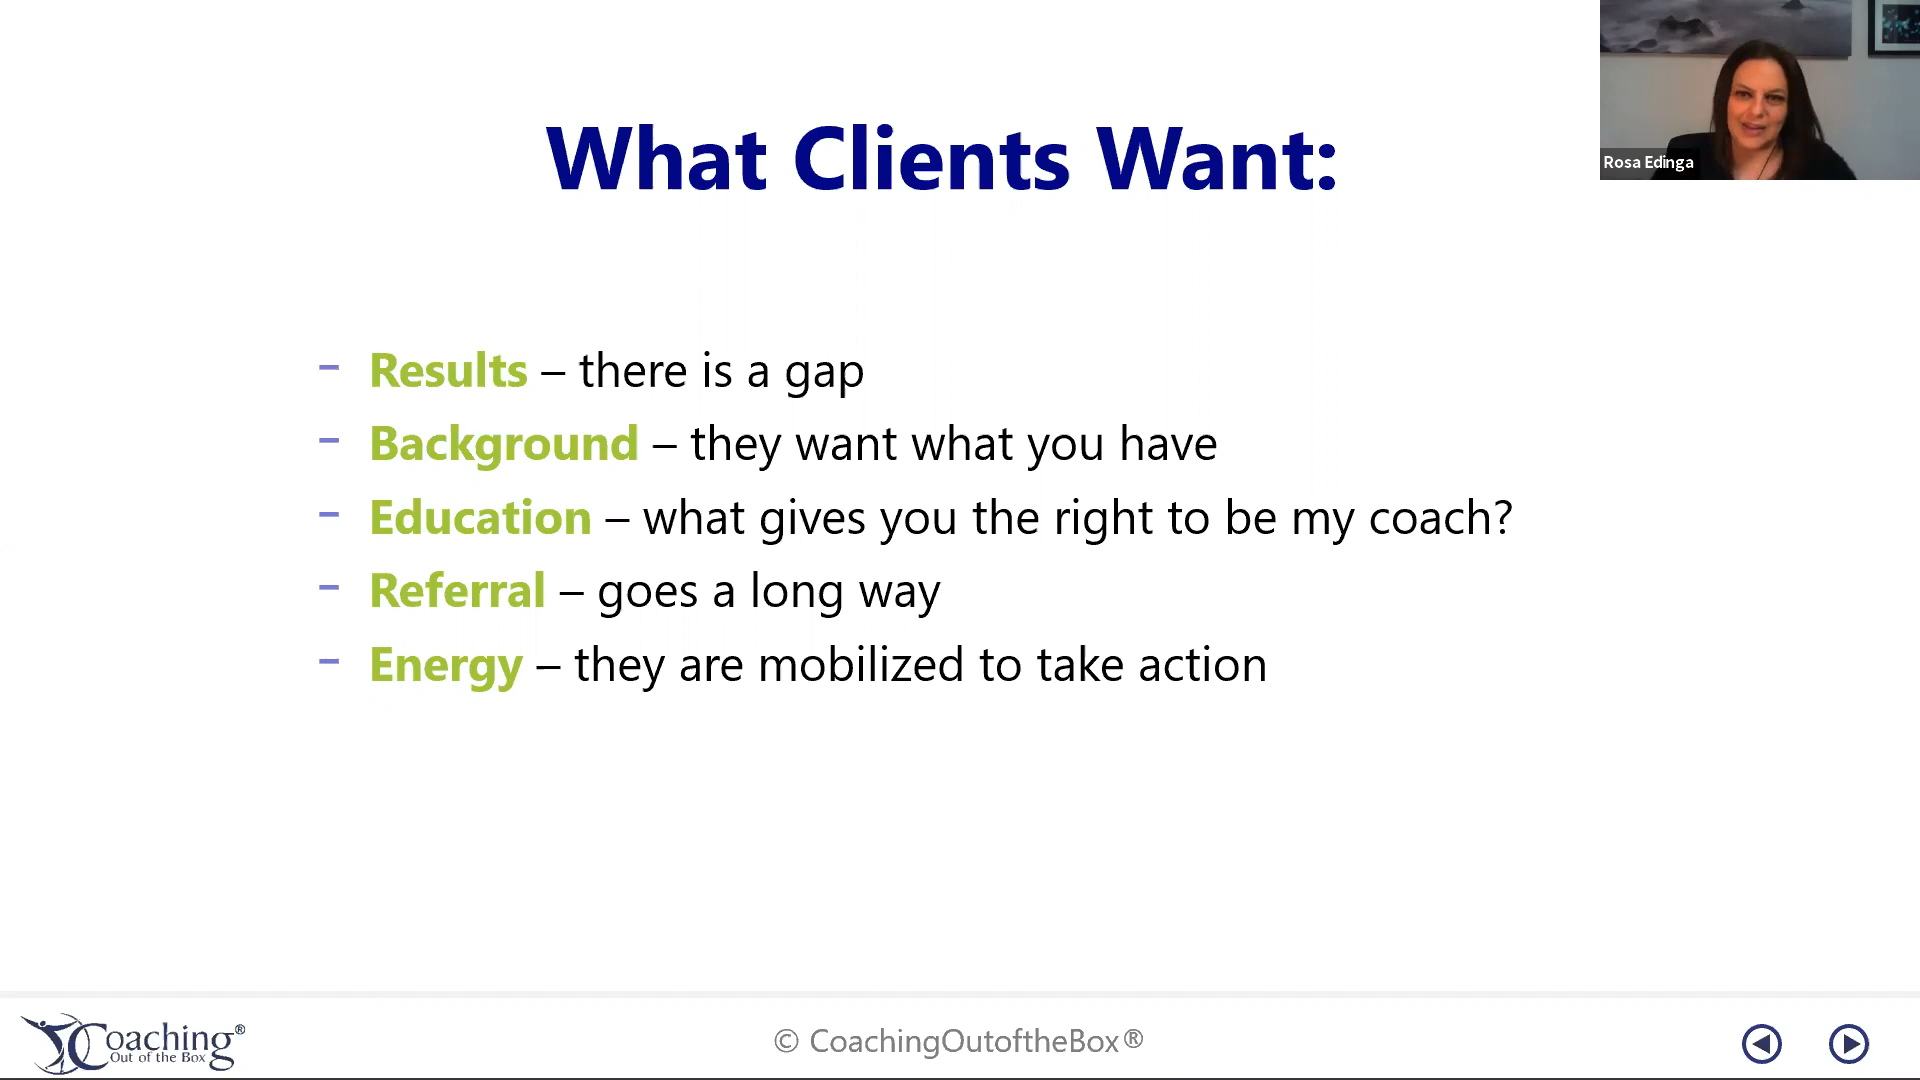 What Clients Want:
Rosa Edinga
- Results – there is a gap
- Background – they want what you have
- Education – what gives you the right to be my coach?
- Referral – goes a long way
- Energy – they are mobilized to take action
Coaching®
Out of the Box
© CoachingOutoftheBox®